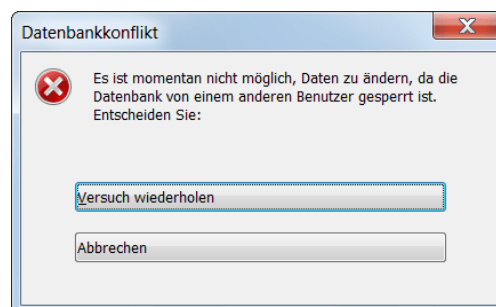 Datenbankkonflikt
Es ist momentan nicht möglich, Daten zu ändern, da die
Datenbank von einem anderen Benutzer gesperrt ist.
Entscheiden Sie:
Versuch wiederholen
Abbrechen